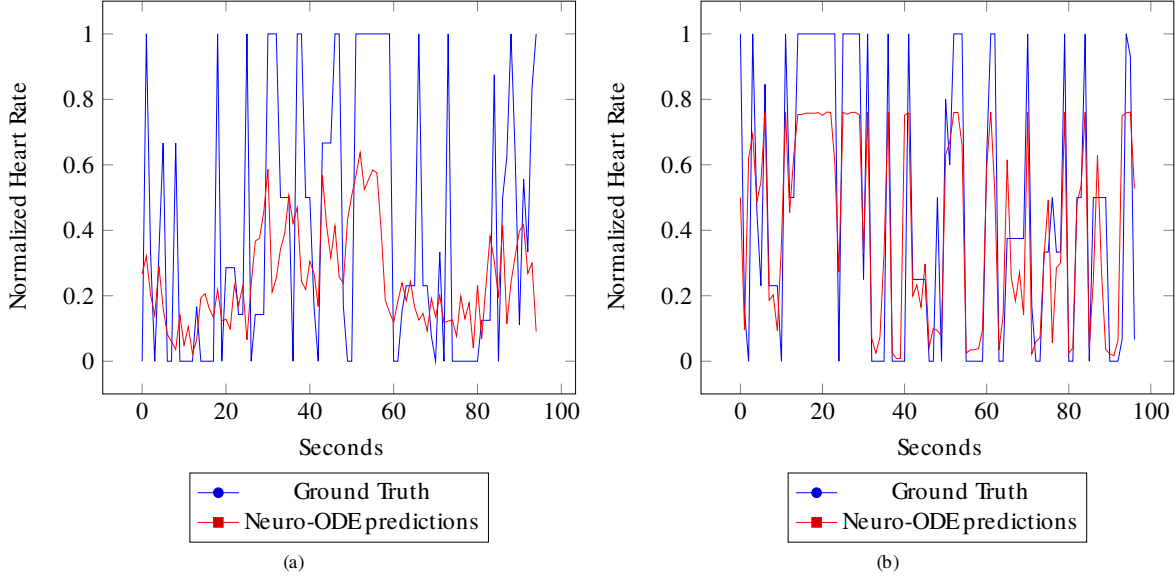 1
0.8
0.6
0.4
0.2
0
0 20 40 60 80 100
Normalized Heart Rate
Seconds
Ground Truth
Neuro-ODE predictions
(a)
1
0.8
0.6
0.4
0.2
0
0 20 40 60 80 100
Normalized Heart Rate
Seconds
Ground Truth
Neuro-ODE predictions
(b)